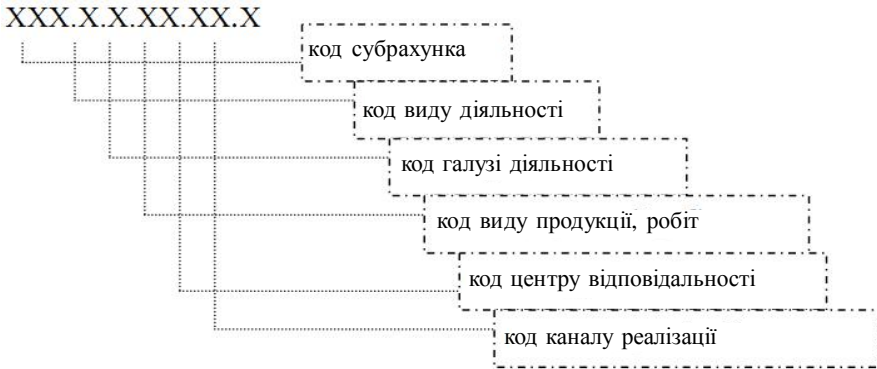 XXX.X.X.XX.XX.X
код субрахунка
код виду діяльності
код галузі діяльності
код виду продукції, робіт
код центру відповідальності
код каналу реалізації